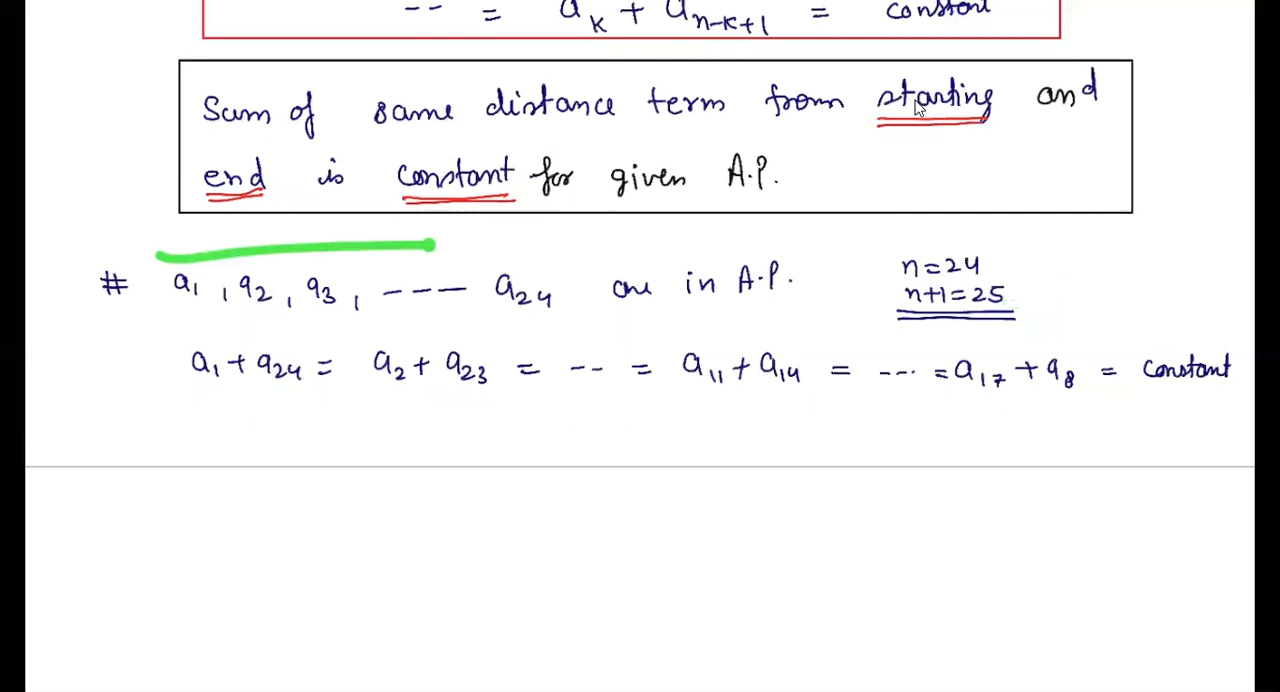 -- = a_k + a_{n-k+1} = constant
Sum of same distance term from starting and
end is constant for given A.P.
# a_1, a_2, a_3, ---- a_24 are in A.P.
n=24
n+1=25
a_1 + a_24 = a_2 + a_23 = -- = a_11 + a_14 = ---- = a_17 + a_8 = constant